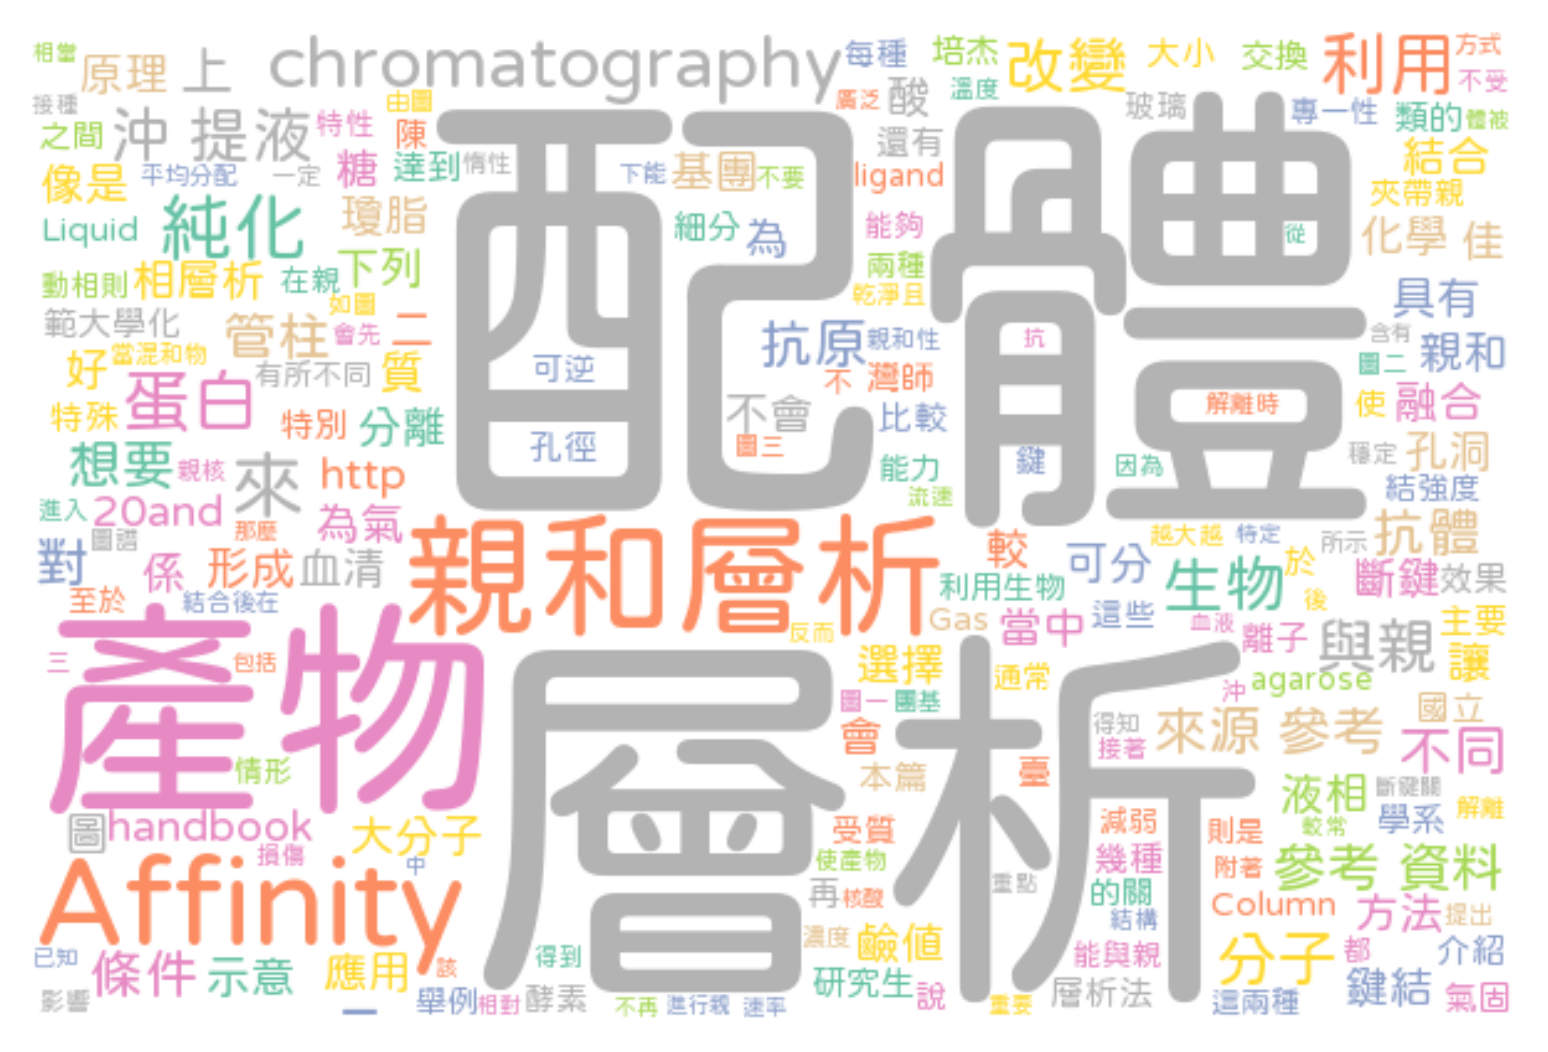 相當
原理
上
chromatography
每種
培杰
改變
大小
交換
利用
方式
不受
接種
由圖
廣泛
酸
溫度
玻璃
專一性
類的
體被
之間
沖 提液
特性
陳
配體
還有
結合
像是
平均分配
一定
糖
達到
惰性
下能
基團
不要
ligand
夾帶親
Liquid
純化
瓊脂
細分
為
能夠
從
化學
佳
動相則
相層析
在親
下列
兩種
乾淨且
具有
範大學化
如圖
管柱
會先
二
抗原
親和性
抗
含有
好
當混和物
有所不同
質
可逆
不
灣師
圖二
親和
特殊
蛋白
特別
分離
不會
比較
解離時
使
融合
想要
親核
來
http
孔徑
圖三
能力
鍵
因為
穩定
孔洞
進入
20and
那麼
為氣
流速
結強度
對
圖譜
係
形成
血清
親和層析
較
可分
越大越
特定
於
所示
抗體
至於
結合後在
利用生物
生物
後
斷鍵
效果
產物
反而
Gas
當中
這些
血液
離子
與親
主要
三
包括
層析
選擇
通常
沖
agarose
讓
圖一
團基
國立
情形
會
得知
接著
來源
參考
不同
本篇
臺
液相
斷鍵關
圖
handbook
大分子
受質
減弱
則是
較常
學系
解離
損傷
中
使產物
幾種
附著
參考 資料
Affinity
再
核酸
重點
的關
結構
Column
方法
提出
已知
條件
示意
應用
該
得到
濃度
鹼值
能與親
分子
都
介紹
影響
一
舉例
相對
酵素
不再
進行親
速率
研究生
說
重要
層析法
這兩種
鍵結
氣固